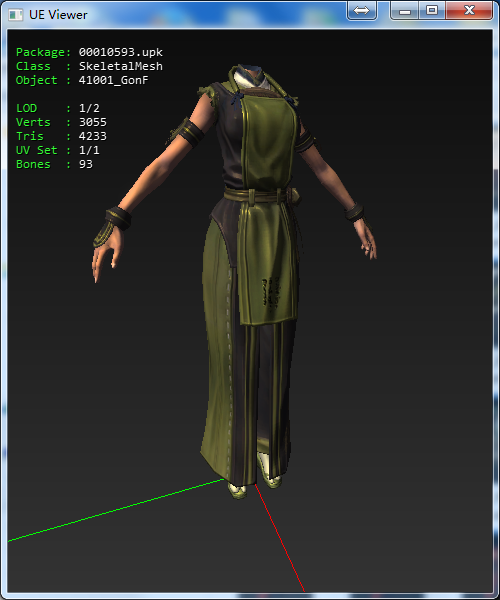 UE Viewer
Package: 00010593.upk
Class : SkeletalMesh
Object : 41001_GonF
LOD : 1/2
Verts : 3055
Tris : 4233
UV Set : 1/1
Bones : 93